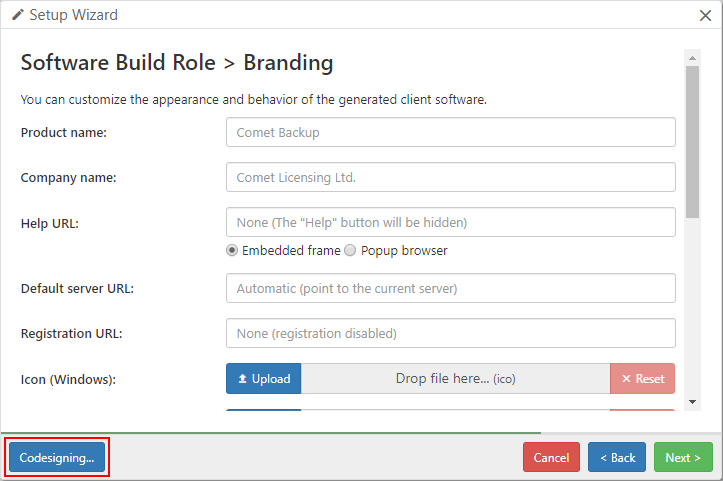 Setup Wizard
Software Build Role > Branding
You can customize the appearance and behavior of the generated client software.
Product name: Comet Backup
Company name: Comet Licensing Ltd.
Help URL: None (The "Help" button will be hidden)
Embedded frame Popup browser
Default server URL: Automatic (point to the current server)
Registration URL: None (registration disabled)
Icon (Windows): Upload Drop file here... (ico) Reset
Codesigning... Cancel < Back Next >